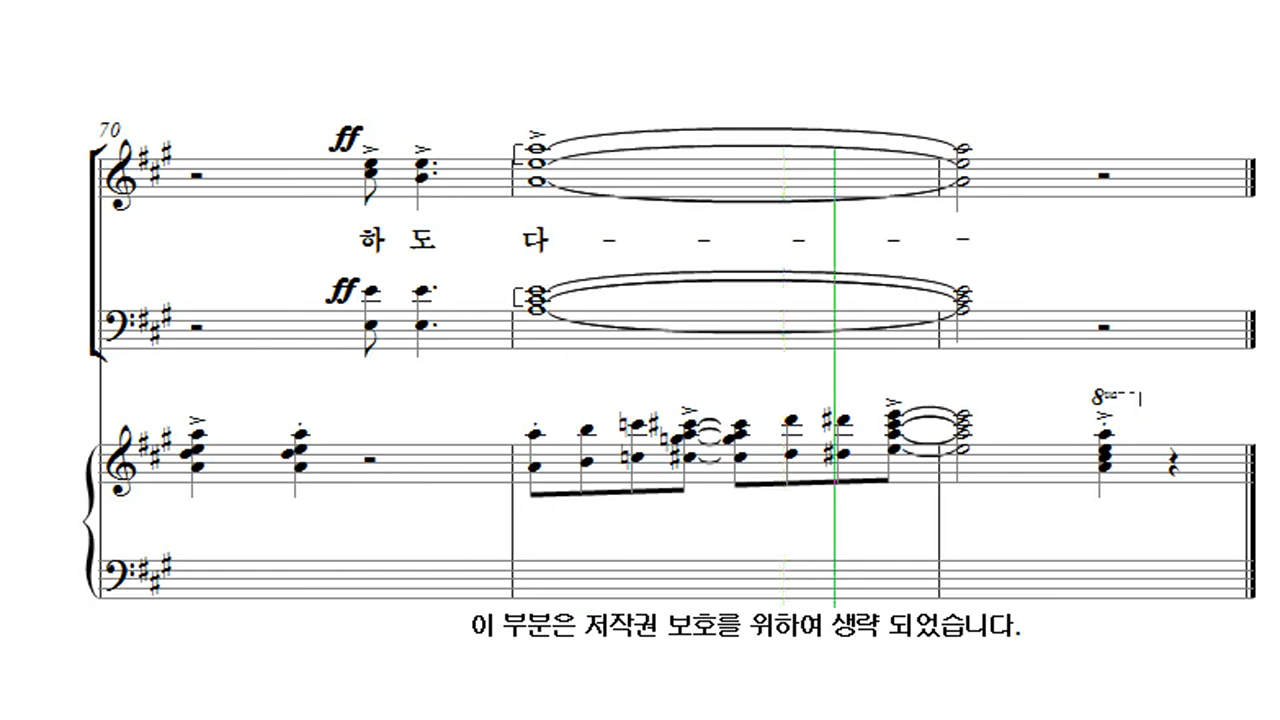 70
ff
하 도 다 - - - - -
ff
8va
이 부분은 저작권 보호를 위하여 생략 되었습니다.